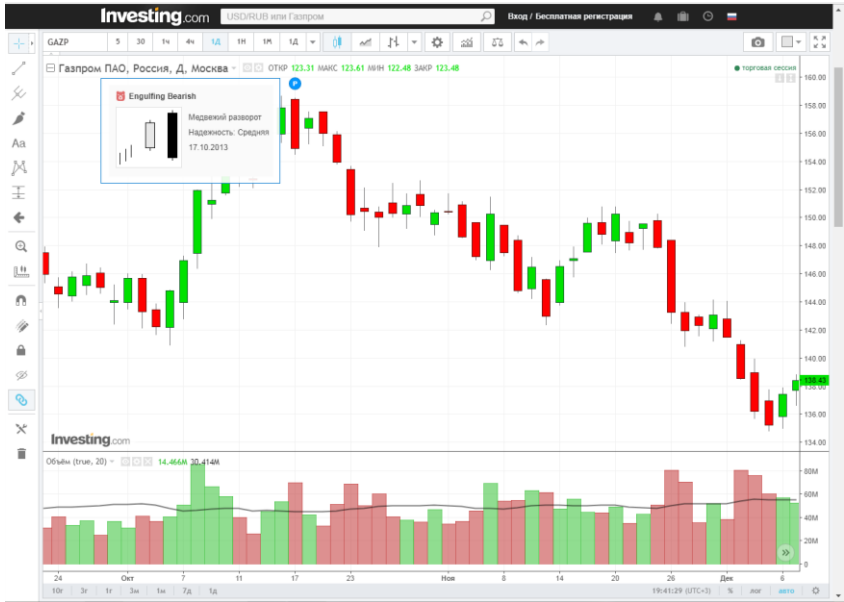 Investing.com USD/RUB или Газпром Вход / Бесплатная регистрация
GAZP 5 30 1ч 4ч 1Д 1Н 1М 1Д
Газпром ПАО, Россия, Д, Москва ОТКР 123.31 МАКС 123.61 МИН 122.48 ЗАКР 123.48 торговая сессия
P
Aa
Engulfing Bearish
Медвежий разворот
Надежность: Средняя
17.10.2013
160.00
158.00
156.00
154.00
152.00
150.00
148.00
146.00
144.00
142.00
140.00
138.43
138.00
136.00
134.00
Investing.com
Объём (true, 20) 14.466M 30.414M
80M
60M
40M
20M
0
24 Окт 7 11 17 23 Ноя 8 14 20 26 Дек 6
10г 3г 1г 3м 1м 7д 1д 19:41:29 (UTC+3) % лог авто